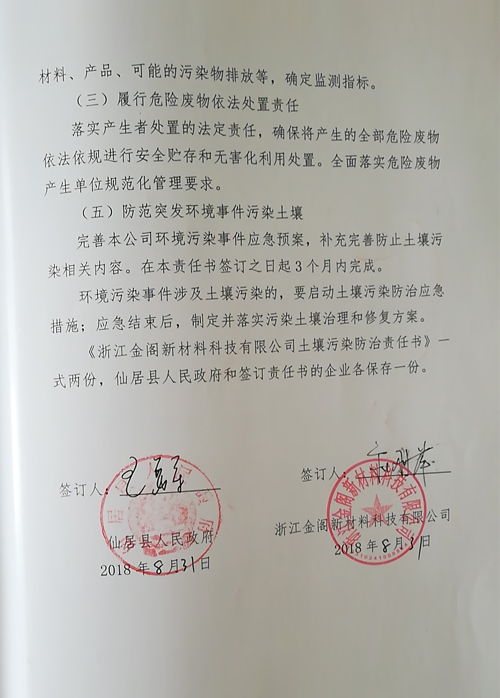 材料、产品、可能的污染物排放等，确定监测指标。
（三）履行危险废物依法处置责任
落实产生者处置的法定责任，确保将产生的全部危险废物
依法依规进行安全贮存和无害化利用处置。全面落实危险废物
产生单位规范化管理要求。
（五）防范突发环境事件污染土壤
完善本公司环境污染事件应急预案，补充完善防止土壤污
染相关内容。在本责任书签订之日起3个月内完成。
环境污染事件涉及土壤污染的，要启动土壤污染防治应急
措施；应急结束后，制定并落实污染土壤治理和修复方案。
《浙江金阁新材料科技有限公司土壤污染防治责任书》一
式两份，仙居县人民政府和签订责任书的企业各保存一份。
签订人：
仙居县人民政府
2018年8月31日
签订人：
浙江金阁新材料科技有限公司
2018年8月31日